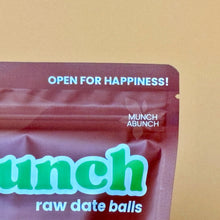 OPEN FOR HAPPINESS!
MUNCH
ABUNCH
unch
raw date balls